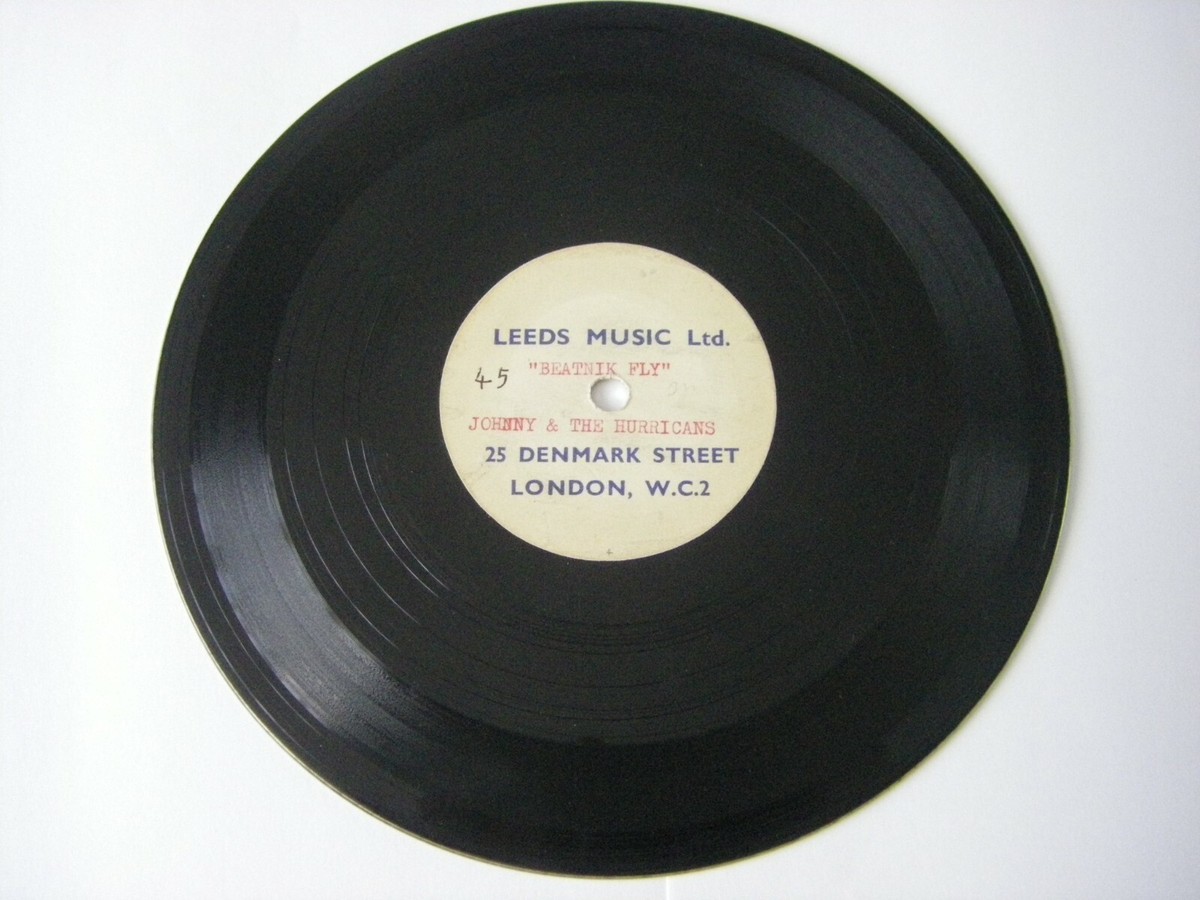 LEEDS MUSIC Ltd.
"BEATNIK FLY"
45
JOHNNY & THE HURRICANS
25 DENMARK STREET
LONDON, W.C.2